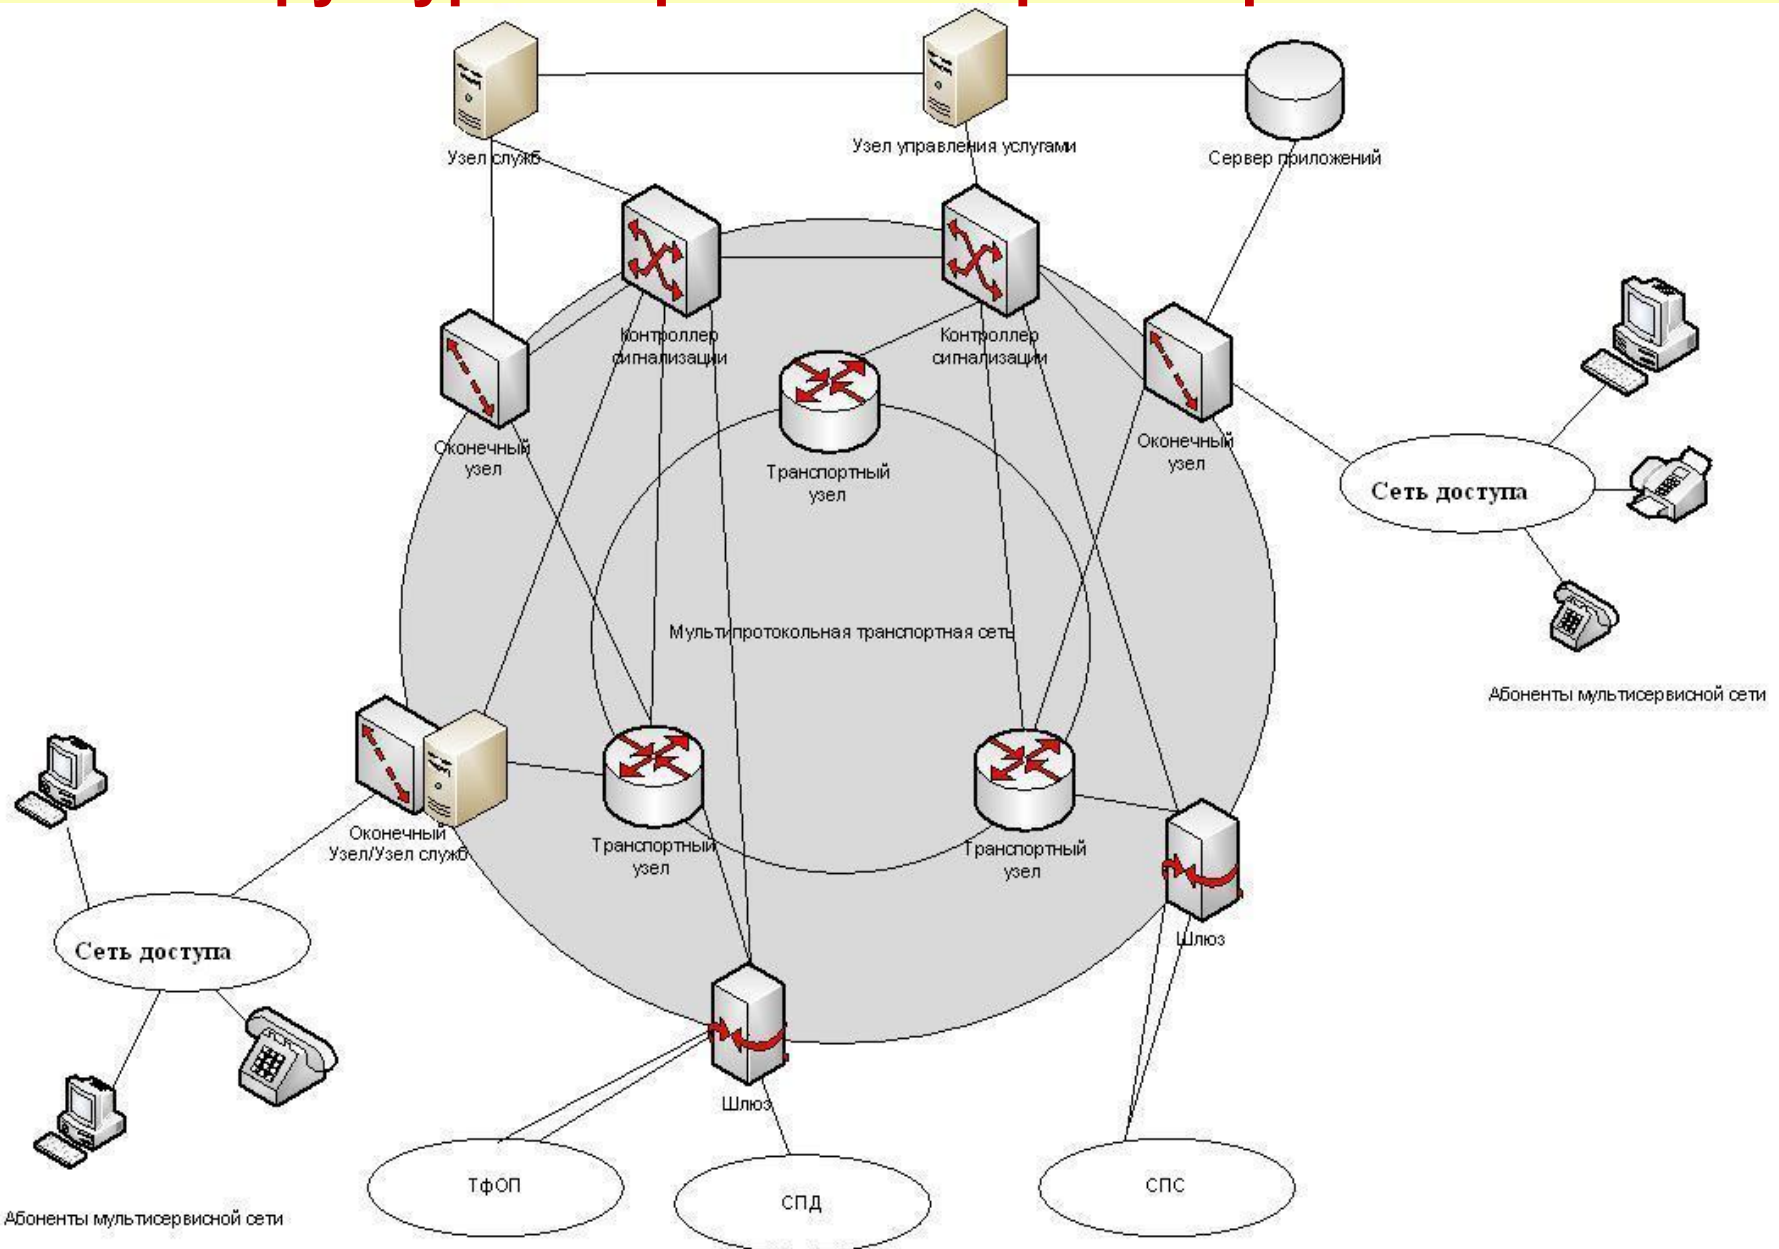 Узел служб
Узел управления услугами
Сервер приложений
Контроллер
сигнализации
Контроллер
сигнализации
Оконечный
узел
Транспортный
узел
Оконечный
узел
Сеть доступа
Мультипротокольная транспортная сеть
Абоненты мультисервисной сети
Оконечный
Узел/Узел служб
Транспортный
узел
Транспортный
узел
Сеть доступа
Шлюз
Шлюз
ТфОП
СПД
СПС
Абоненты мультисервисной сети